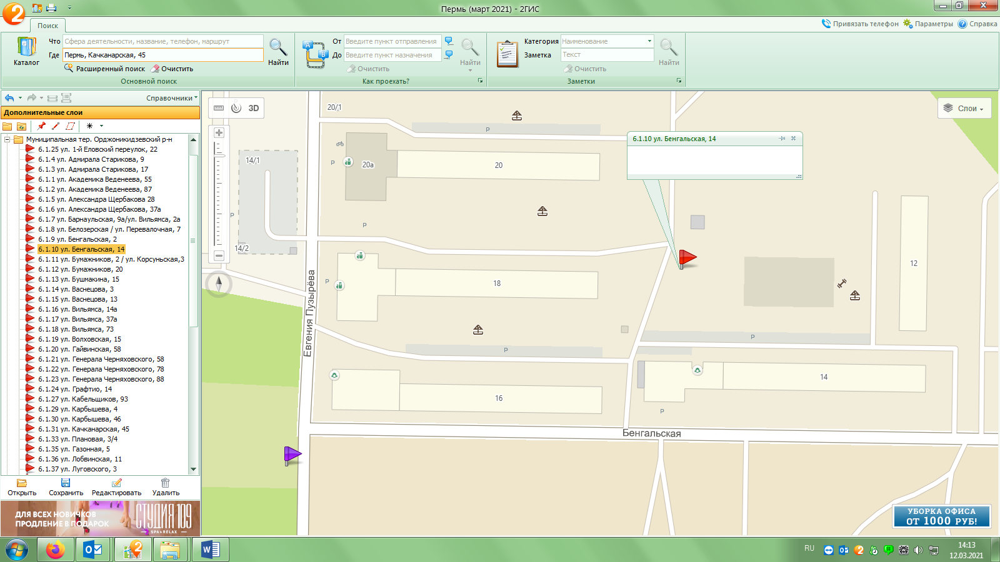 Пермь (март 2021) - 2ГИС
Поиск
Привязать телефон
Параметры
Справка
Каталог
Что
Сфера деятельности, название, телефон, маршрут
Где
Пермь, Качканарская, 45
Расширенный поиск
Очистить
Найти
Основной поиск
От
Введите пункт отправления
До
Введите пункт назначения
Очистить
Найти
Как проехать?
Категория
Наименование
Заметка
Текст
Очистить
Найти
Заметки
Справочники
Дополнительные слои
Муниципальная тер. Орджоникидзевский р-н
6.1.25 ул. 1-й Еловский переулок, 22
6.1.4 ул. Адмирала Старикова, 9
6.1.3 ул. Адмирала Старикова, 17
6.1.1 ул. Академика Веденеева, 55
6.1.2 ул. Академика Веденеева, 87
6.1.5 ул. Александра Щербакова 28
6.1.6 ул. Александра Щербакова, 37а
6.1.7 ул. Барнаульская, 9а/ул. Вильямса, 2а
6.1.8 ул. Белозерская / ул. Перевалочная, 7
6.1.9 ул. Бенгальская, 2
6.1.10 ул. Бенгальская, 14
6.1.11 ул. Бумажников, 2 / ул. Корсуньская,3
6.1.12 ул. Бумажников, 20
6.1.13 ул. Бушмакина, 15
6.1.14 ул. Васнецова, 3
6.1.15 ул. Васнецова, 13
6.1.16 ул. Вильямса, 14а
6.1.17 ул. Вильямса, 37а
6.1.18 ул. Вильямса, 73
6.1.19 ул. Волховская, 15
6.1.20 ул. Гайвинская, 58
6.1.21 ул. Генерала Черняховского, 58
6.1.22 ул. Генерала Черняховского, 78
6.1.23 ул. Генерала Черняховского, 88
6.1.24 ул. Графтио, 14
6.1.27 ул. Кабельщиков, 93
6.1.29 ул. Карбышева, 4
6.1.30 ул. Карбышева, 46
6.1.31 ул. Качканарская, 45
6.1.33 ул. Плановая, 3/4
6.1.35 ул. Газонная, 5
6.1.36 ул. Лобвинская, 11
6.1.37 ул. Луговского, 3
Открыть
Сохранить
Редактировать
Удалить
ДЛЯ ВСЕХ НОВИЧКОВ
ПРОДЛЕНИЕ В ПОДАРОК
СТУДИЯ 109
SPA & RELAX
3D
Слои
20/1
P
14/1
P
20а
20
6.1.10 ул. Бенгальская, 14
P
P
14/2
12
Евгения Пузырёва
P
18
P
P
14
16
P
Бенгальская
УБОРКА ОФИСА
ОТ 1000 РУБ!
RU
14:13
12.03.2021